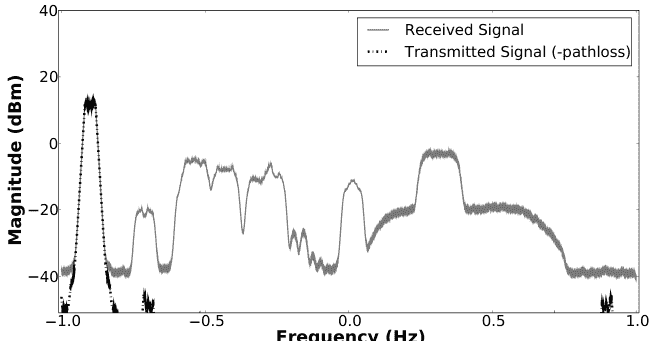 40
20
0
−20
−40
Magnitude (dBm)
Received Signal
Transmitted Signal (-pathloss)
−1.0 −0.5 0.0 0.5 1.0
Frequency (Hz)